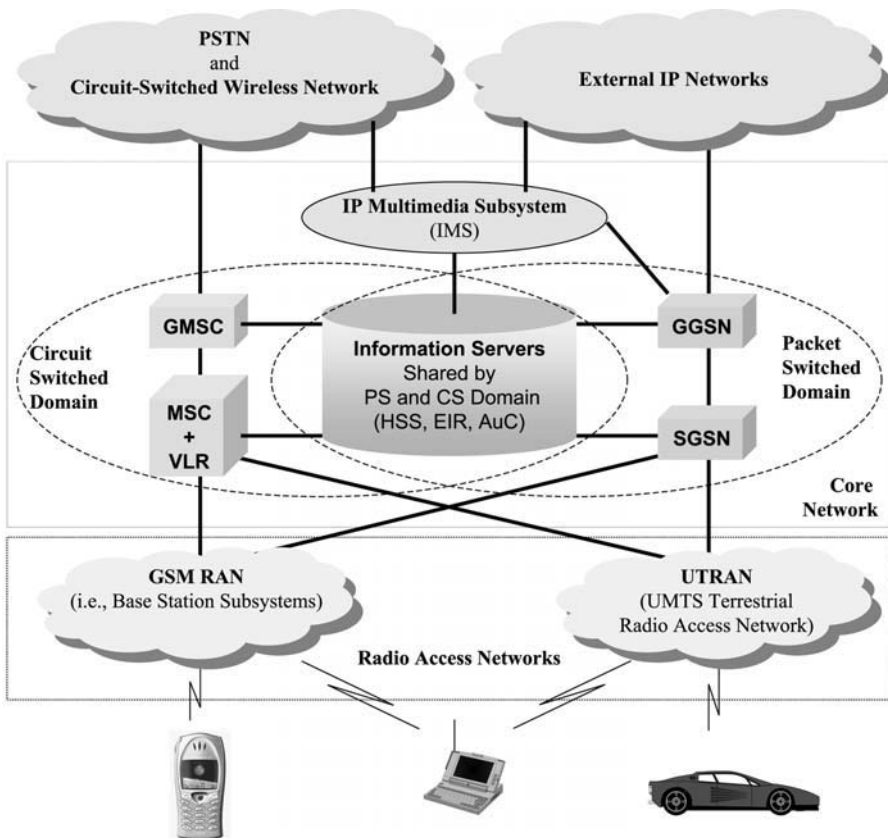 PSTN
and
Circuit-Switched Wireless Network
External IP Networks
IP Multimedia Subsystem
(IMS)
GMSC
GGSN
Circuit
Switched
Domain
Information Servers
Shared by
PS and CS Domain
(HSS, EIR, AuC)
Packet
Switched
Domain
MSC
+
VLR
SGSN
Core
Network
GSM RAN
(i.e., Base Station Subsystems)
UTRAN
(UMTS Terrestrial
Radio Access Network)
Radio Access Networks